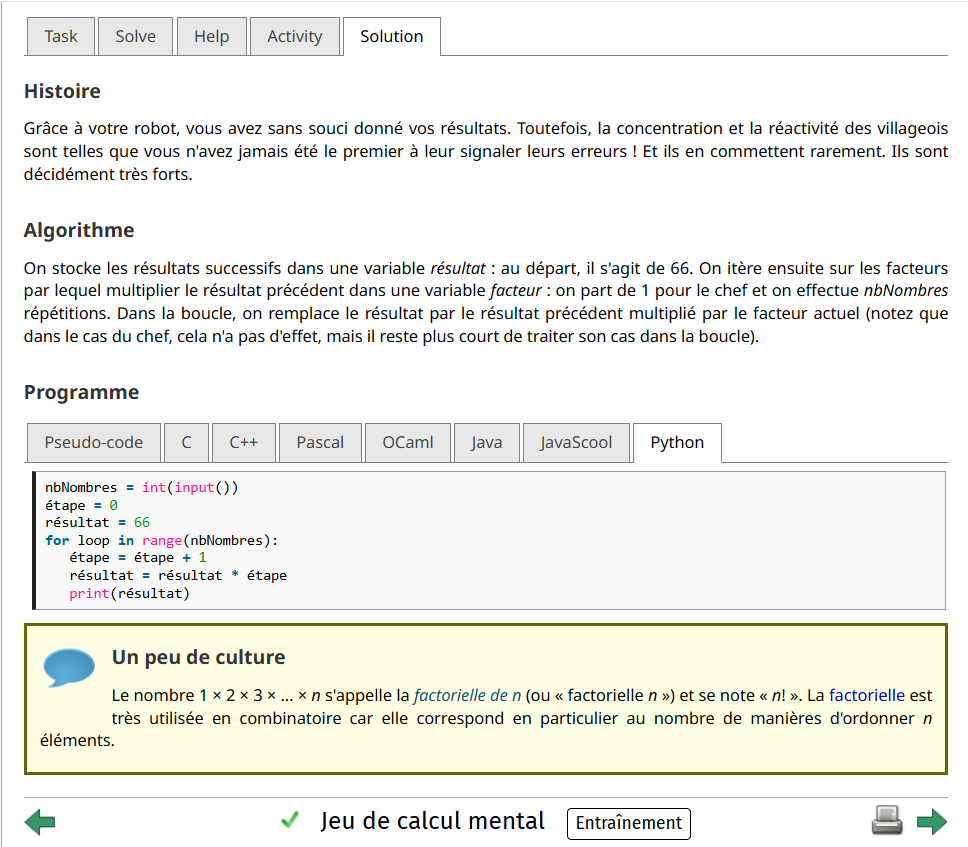 Task Solve Help Activity Solution
Histoire
Grâce à votre robot, vous avez sans souci donné vos résultats. Toutefois, la concentration et la réactivité des villageois
sont telles que vous n'avez jamais été le premier à leur signaler leurs erreurs ! Et ils en commettent rarement. Ils sont
décidément très forts.
Algorithme
On stocke les résultats successifs dans une variable résultat : au départ, il s'agit de 66. On itère ensuite sur les facteurs
par lequel multiplier le résultat précédent dans une variable facteur : on part de 1 pour le chef et on effectue nbNombres
répétitions. Dans la boucle, on remplace le résultat par le résultat précédent multiplié par le facteur actuel (notez que
dans le cas du chef, cela n'a pas d'effet, mais il reste plus court de traiter son cas dans la boucle).
Programme
Pseudo-code C C++ Pascal OCaml Java JavaScool Python
nbNombres = int(input())
étape = 0
résultat = 66
for loop in range(nbNombres):
   étape = étape + 1
   résultat = résultat * étape
   print(résultat)
Un peu de culture
Le nombre 1 × 2 × 3 × ... × n s'appelle la factorielle de n (ou « factorielle n ») et se note « n! ». La factorielle est
très utilisée en combinatoire car elle correspond en particulier au nombre de manières d'ordonner n
éléments.
Jeu de calcul mental Entraînement